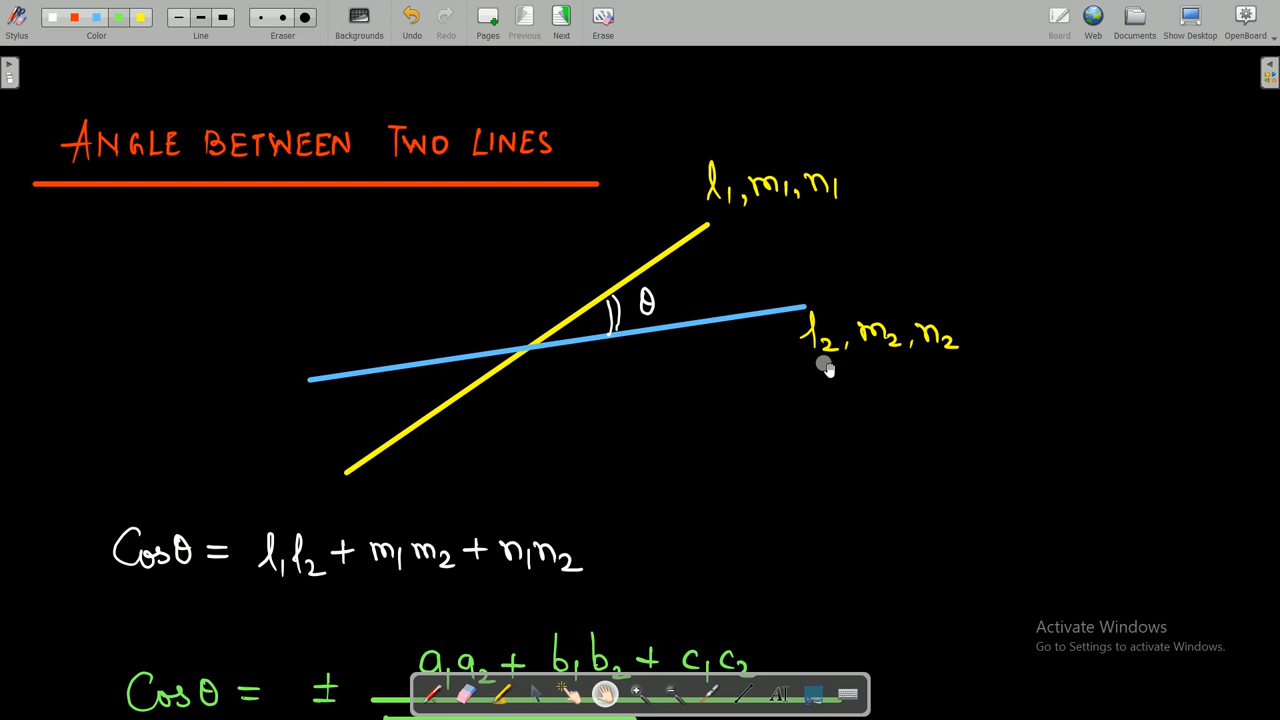 Stylus Color Line Eraser Backgrounds Undo Redo Pages Previous Next Erase Board Web Documents Show Desktop OpenBoard
ANGLE BETWEEN TWO LINES
l₁, m₁, n₁
θ
l₂, m₂, n₂
Cosθ = l₁l₂ + m₁m₂ + n₁n₂
Activate Windows
Go to Settings to activate Windows.
a₁a₂ + b₁b₂ + c₁c₂
Cosθ = ±